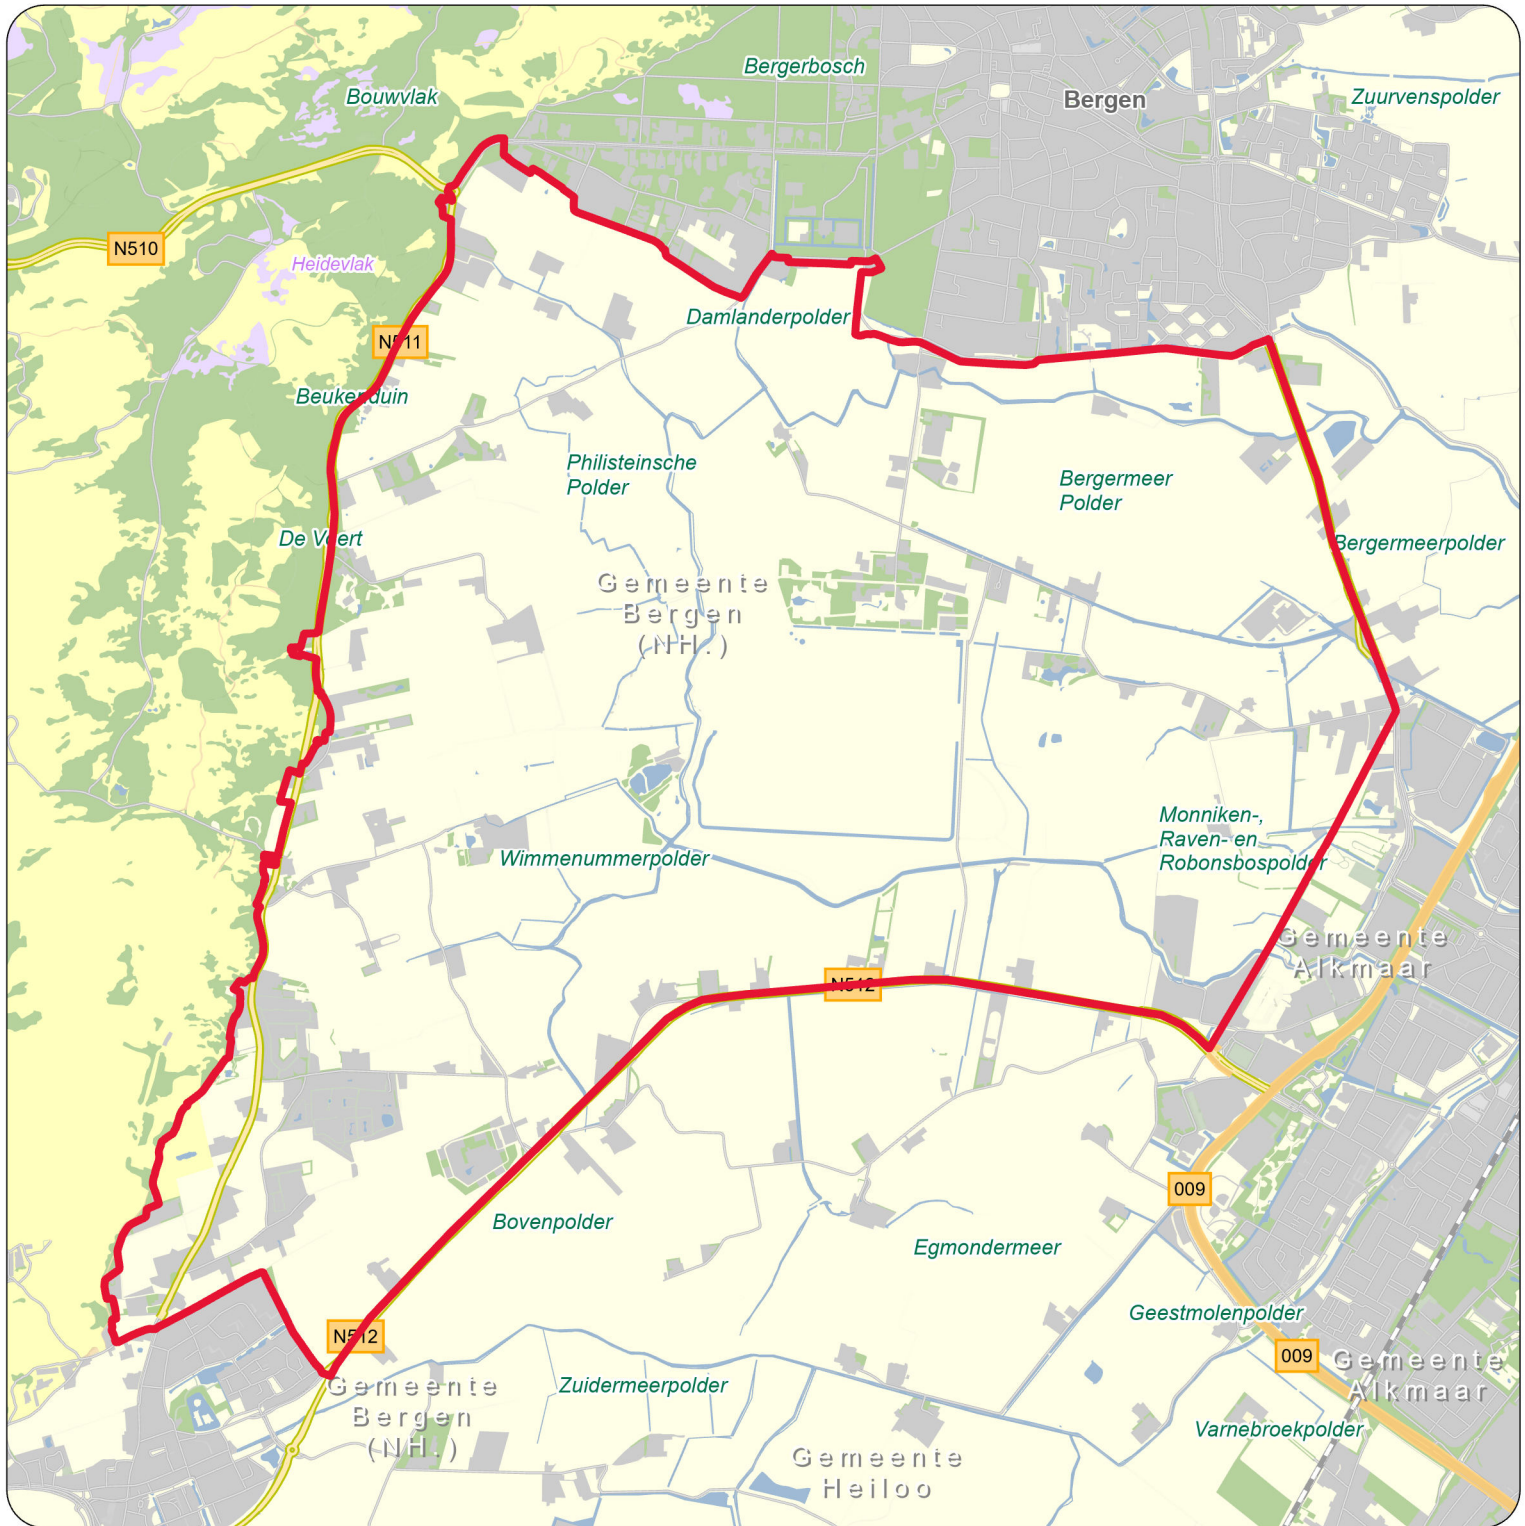 Bergerbosch
Bouwvlak
Bergen
Zuurvenspolder
N510
Heidevlak
Damlanderpolder
N511
Beukenduin
Philisteinsche
Polder
Bergermeer
Polder
De Voert
Bergermeerpolder
Gemeente
Bergen
(NH.)
Monniken-,
Raven- en
Robonsbospolder
Wimmenummerpolder
Gemeente
Alkmaar
N512
009
Bovenpolder
Egmondermeer
Geestmolenpolder
N512
009
Gemeente
Alkmaar
Gemeente
Bergen
(NH.)
Zuidermeerpolder
Varnebroekpolder
Gemeente
Heiloo